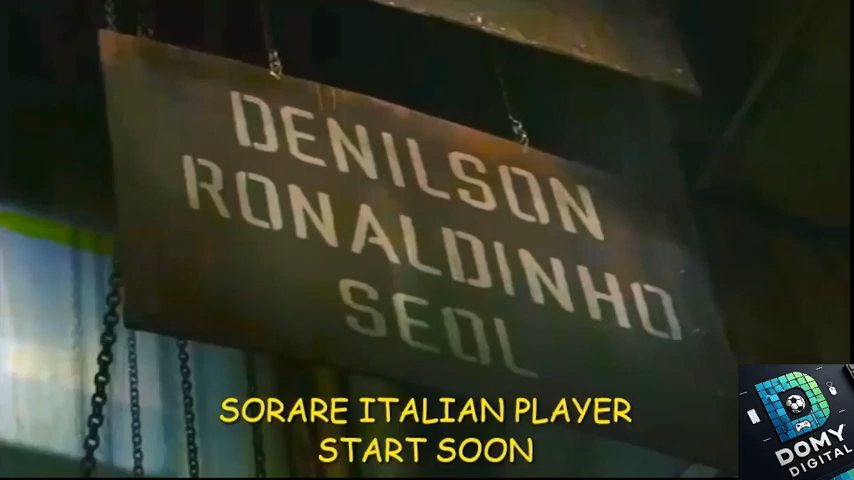 DENILSON
RONALDINHO
SEOL
SORARE ITALIAN PLAYER
START SOON
DOMY
DIGITAL